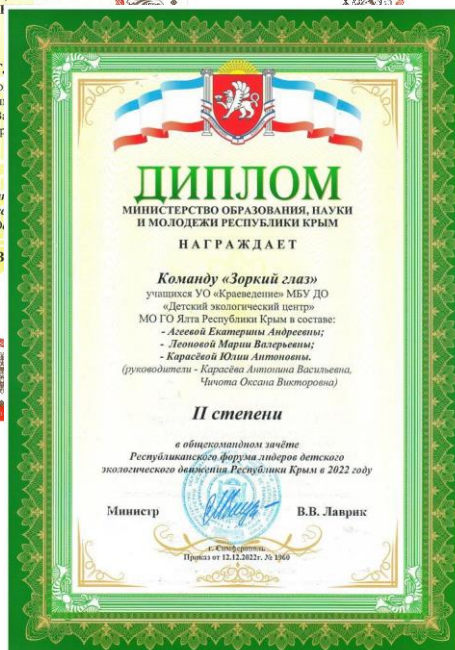 ДИПЛОМ
МИНИСТЕРСТВО ОБРАЗОВАНИЯ, НАУКИ
И МОЛОДЕЖИ РЕСПУБЛИКИ КРЫМ
НАГРАЖДАЕТ
Команду «Зоркий глаз»
учащихся УО «Краеведение» МБУ ДО
«Детский экологический центр»
МО ГО Ялта Республики Крым в составе:
- Агеевой Екатерины Андреевны;
- Леоновой Марии Валерьевны;
- Карасёвой Юлии Антоновны.
(руководители - Карасёва Антонина Васильевна,
Чичота Оксана Викторовна)
II степени
в общекомандном зачёте
Республиканского форума лидеров детского
экологического движения Республики Крым в 2022 году
Министр В.В. Лаврик
г. Симферополь
Приказ от 12.12.2022г. № 1960